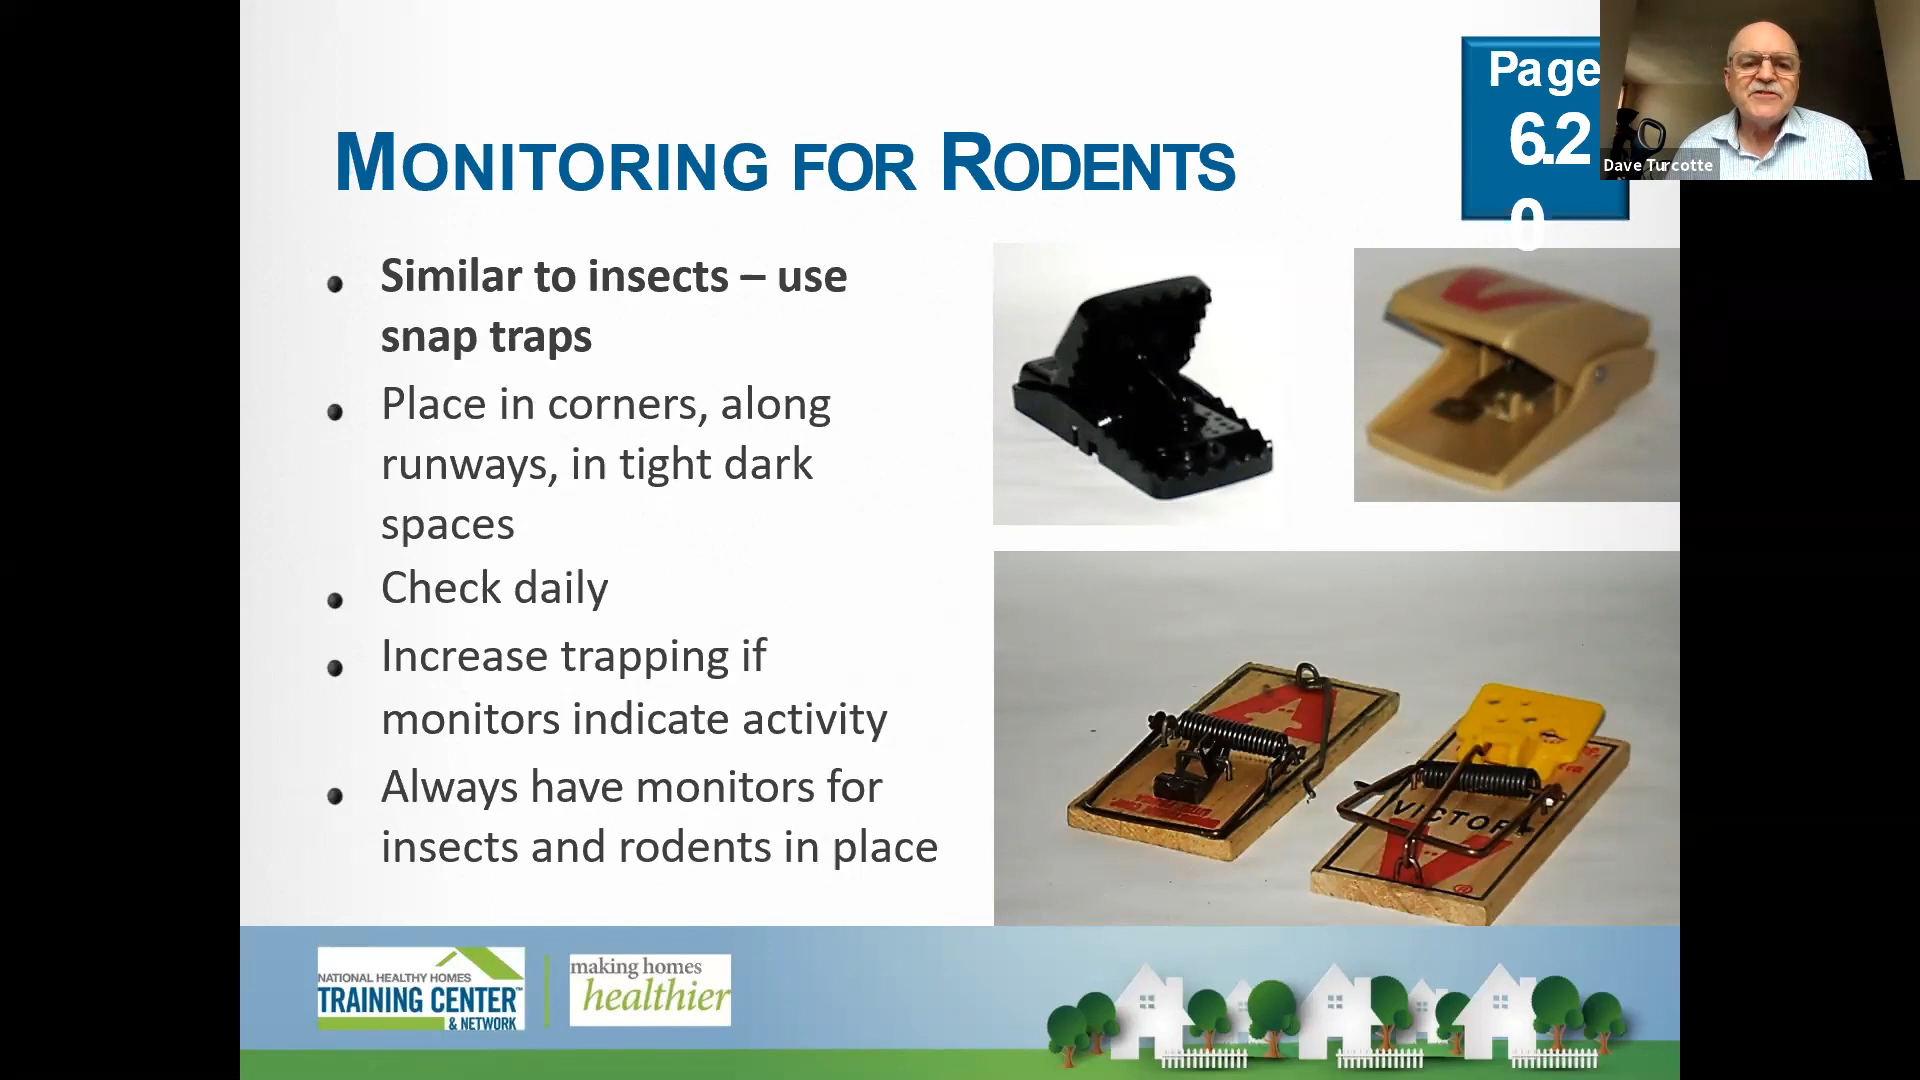 Page
6.2
0
Dave Turcotte
MONITORING FOR RODENTS
Similar to insects – use
snap traps
Place in corners, along
runways, in tight dark
spaces
Check daily
Increase trapping if
monitors indicate activity
Always have monitors for
insects and rodents in place
VICTOR
NATIONAL HEALTHY HOMES
TRAINING CENTER™
& NETWORK
making homes
healthier